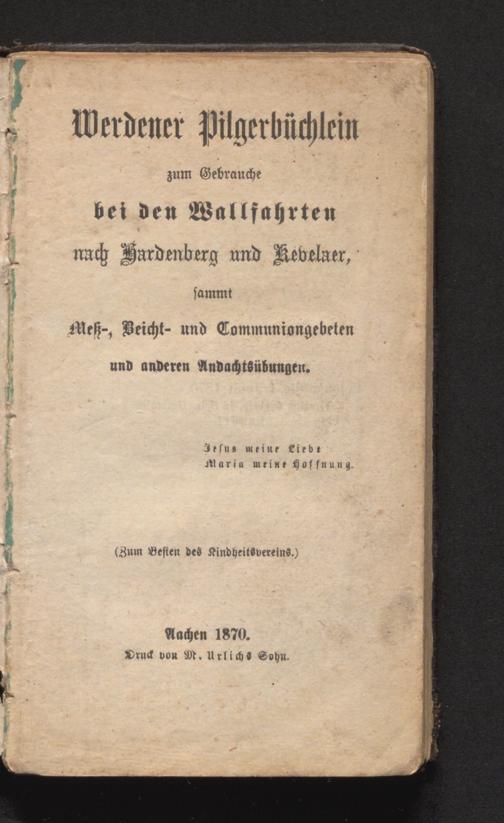 Werdener Pilgerbüchlein
zum Gebrauche
bei den Wallfahrten
nach Hardenberg und Kevelaer,
sammt
Meß-, Beicht- und Communiongebeten
und anderen Andachtsübungen.
Jesus meine Liebe
Maria meine Hoffnung.
(Zum Besten des Kindheitsvereins.)
Aachen 1870.
Druck von M. Urlichs Sohn.